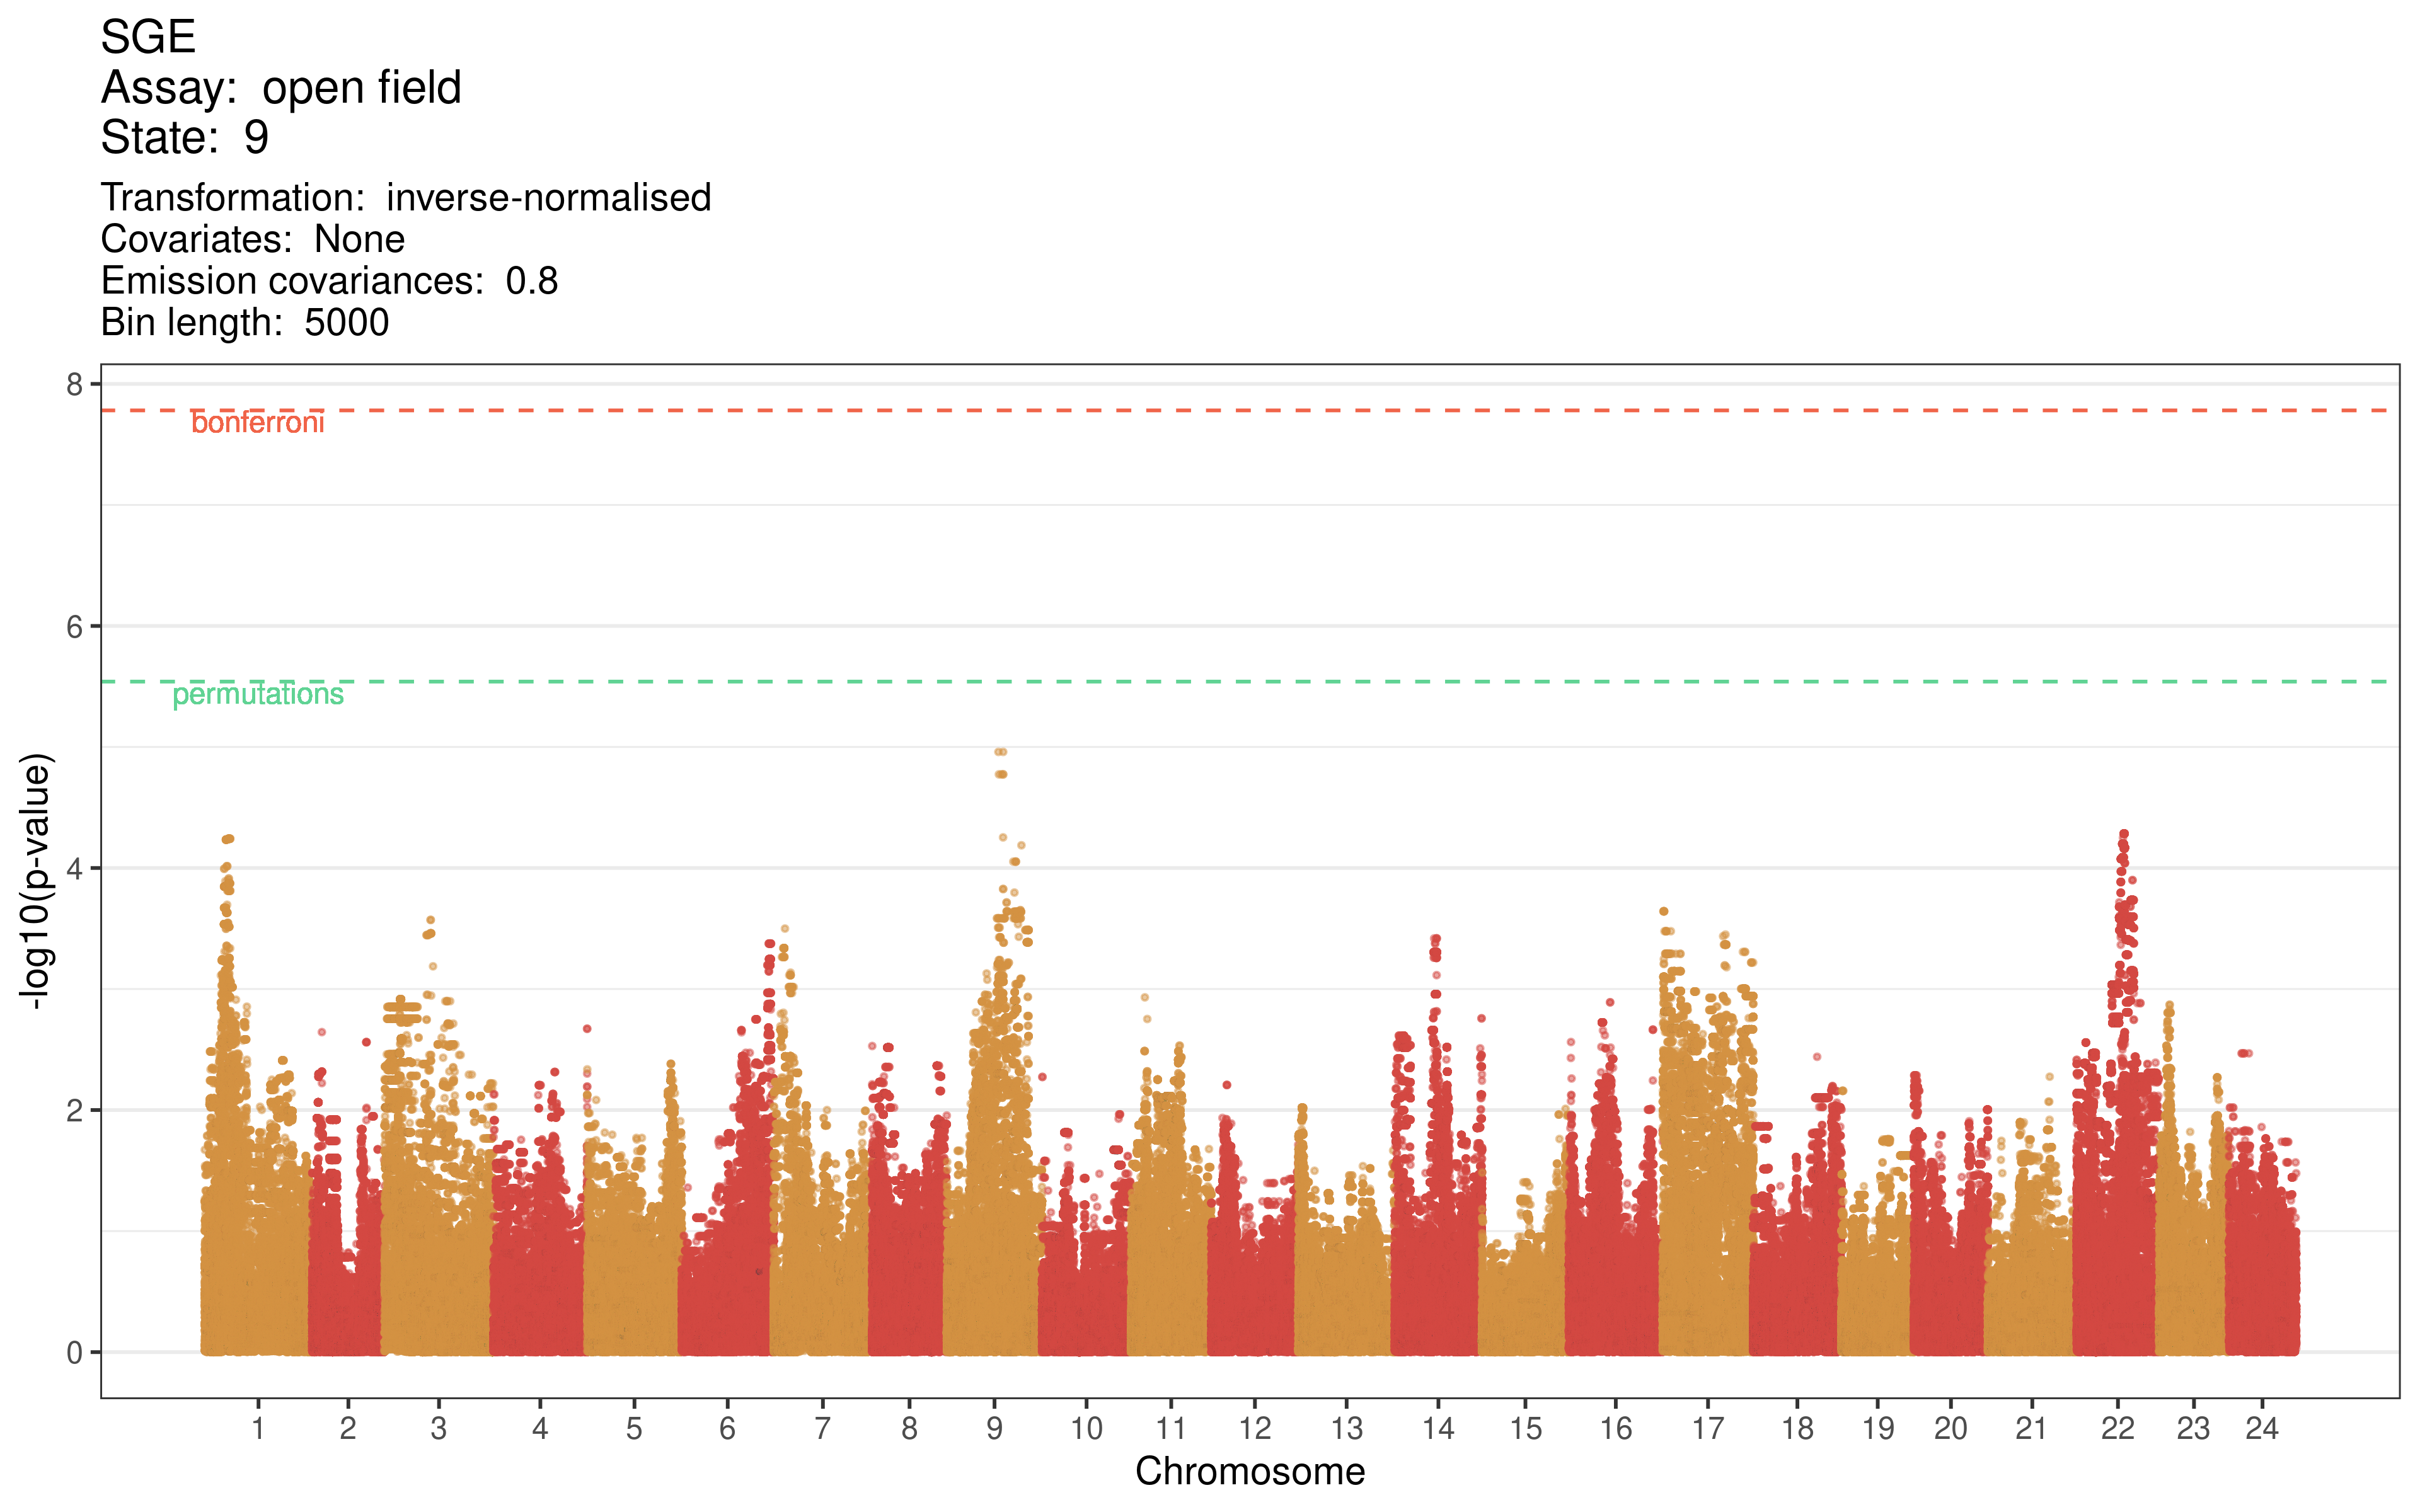 SGE
Assay:  open field
State:  9
Transformation:  inverse-normalised
Covariates:  None
Emission covariances:  0.8
Bin length:  5000
8
bonferroni
6
permutations
4
2
0
-log10(p-value)
1 2 3 4 5 6 7 8 9 10 11 12 13 14 15 16 17 18 19 20 21 22 23 24
Chromosome